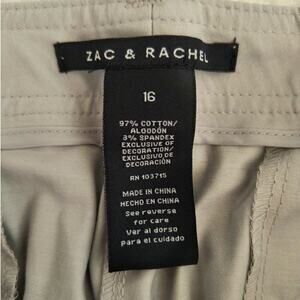 ZAC & RACHEL
16
97% COTTON/
ALGODÓN
3% SPANDEX
EXCLUSIVE OF
DECORATION/
EXCLUSIVO DE
DECORACIÓN
RN 103715
MADE IN CHINA
HECHO EN CHINA
See reverse
for care
Ver al dorso
para el cuidado